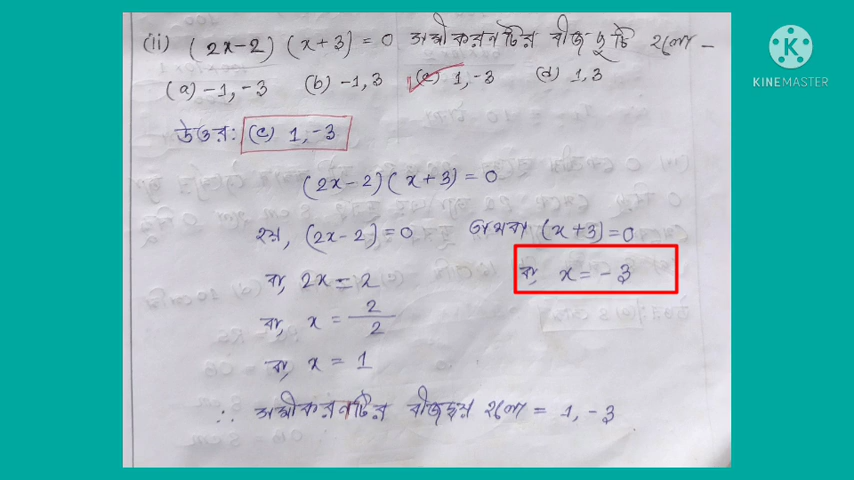 (ii) (2x-2) (x+3) = 0 সমীকরনটির বীজ দুটি হলো -
(a) -1, -3 (b) -1, 3 (c) 1, -3 (d) 1, 3
উত্তর: (c) 1, -3
(2x-2) (x+3) = 0
হয়, (2x-2) = 0 অথবা (x+3) = 0
বা, 2x = 2 বা, x = -3
বা, x = 2/2
বা, x = 1
∴ সমীকরনটির বীজদ্বয় হলো = 1, -3
KINEMASTER